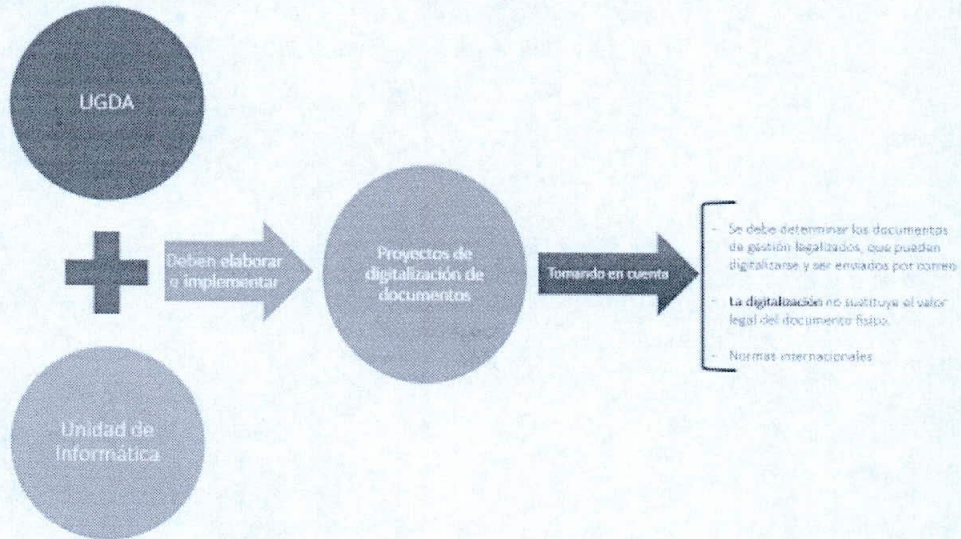 UGDA
Deben elaborar
e implementar
Proyectos de
digitalización de
documentos
Tomando en cuenta
- Se debe determinar los documentos
de gestión legalizados, que puedan
digitalizarse y ser enviados por correo
- La digitalización no sustituye el valor
legal del documento físico.
- Normas internacionales
Unidad de
Informática